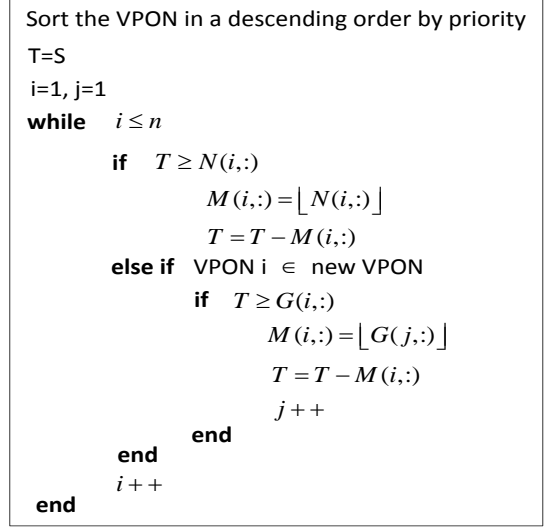 Sort the VPON in a descending order by priority
T=S
i=1, j=1
while i ≤ n
if T ≥ N(i,:)
M(i,:) = ⌊N(i,:)⌋
T = T − M(i,:)
else if VPON i ∈ new VPON
if T ≥ G(i,:)
M(i,:) = ⌊G(j,:)⌋
T = T − M(i,:)
j++
end
end
i++
end